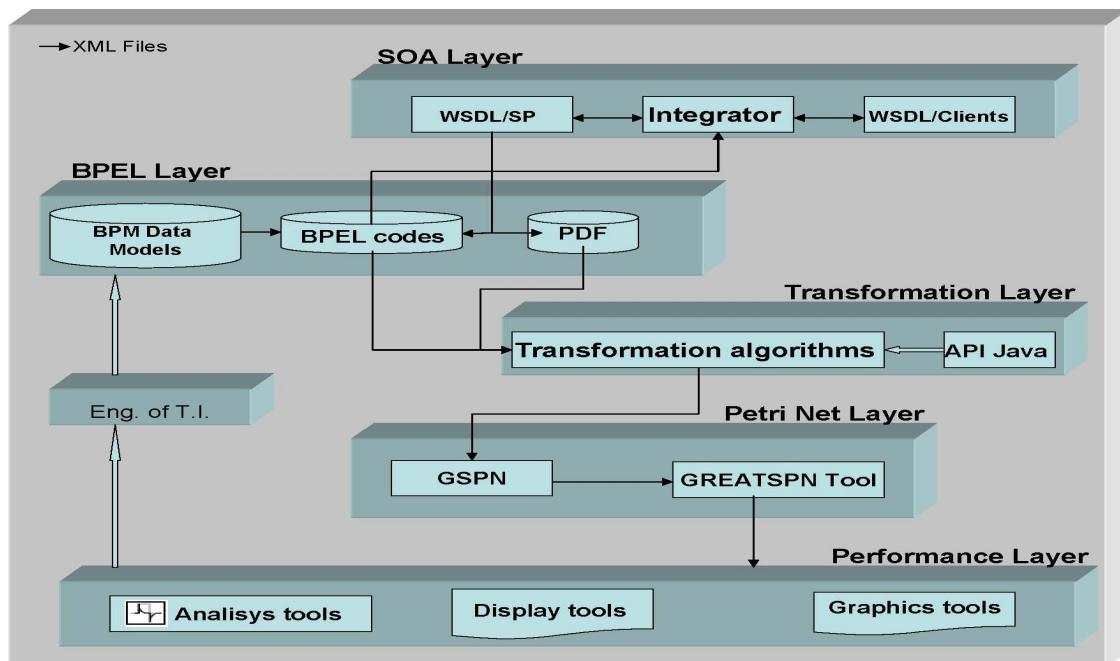 XML Files
SOA Layer
WSDL/SP
Integrator
WSDL/Clients
BPEL Layer
BPM Data
Models
BPEL codes
PDF
Transformation Layer
Transformation algorithms
API Java
Eng. of T.I.
Petri Net Layer
GSPN
GREATSPN Tool
Performance Layer
Analisys tools
Display tools
Graphics tools